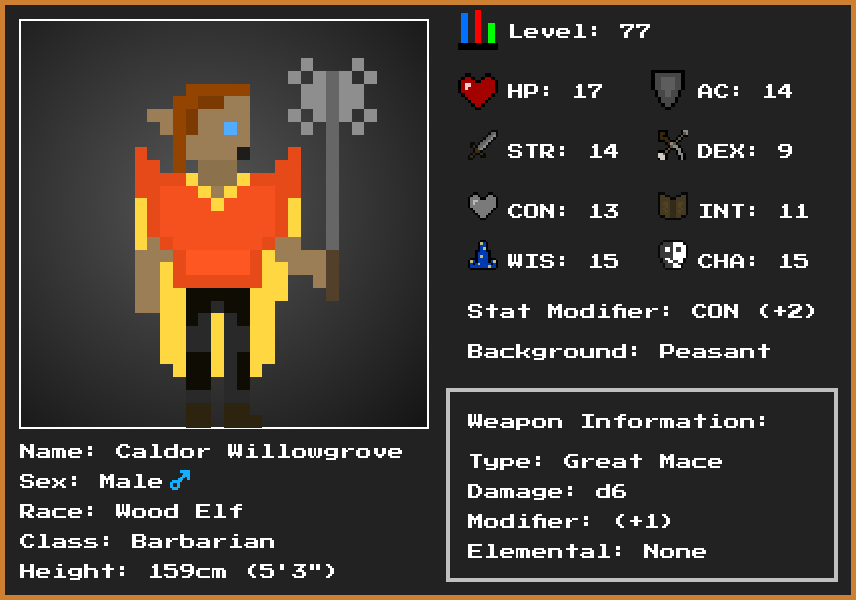 Level: 77
HP: 17 AC: 14
STR: 14 DEX: 9
CON: 13 INT: 11
WIS: 15 CHA: 15
Stat Modifier: CON (+2)
Background: Peasant
Weapon Information:
Type: Great Mace
Damage: d6
Modifier: (+1)
Elemental: None
Name: Caldor Willowgrove
Sex: Male♂
Race: Wood Elf
Class: Barbarian
Height: 159cm (5'3")